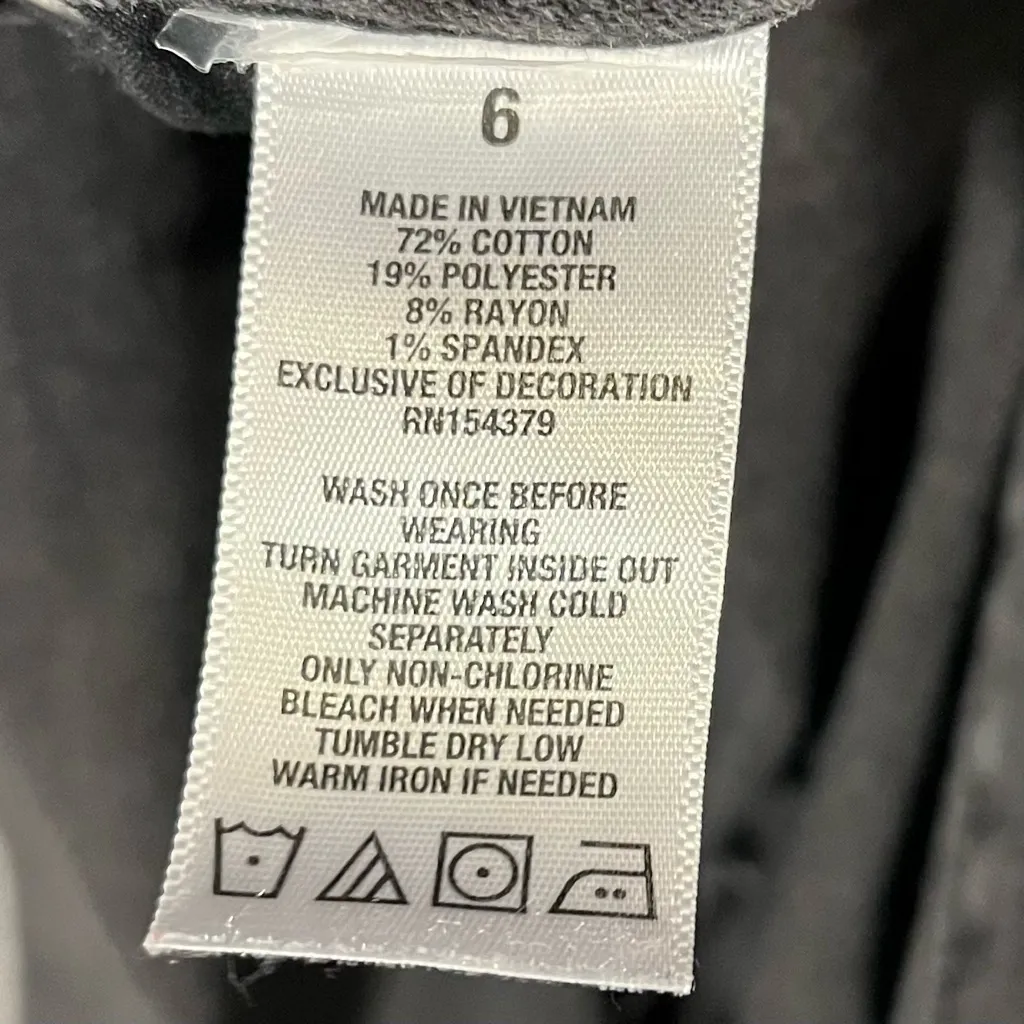 6
MADE IN VIETNAM
72% COTTON
19% POLYESTER
8% RAYON
1% SPANDEX
EXCLUSIVE OF DECORATION
RN154379
WASH ONCE BEFORE
WEARING
TURN GARMENT INSIDE OUT
MACHINE WASH COLD
SEPARATELY
ONLY NON-CHLORINE
BLEACH WHEN NEEDED
TUMBLE DRY LOW
WARM IRON IF NEEDED